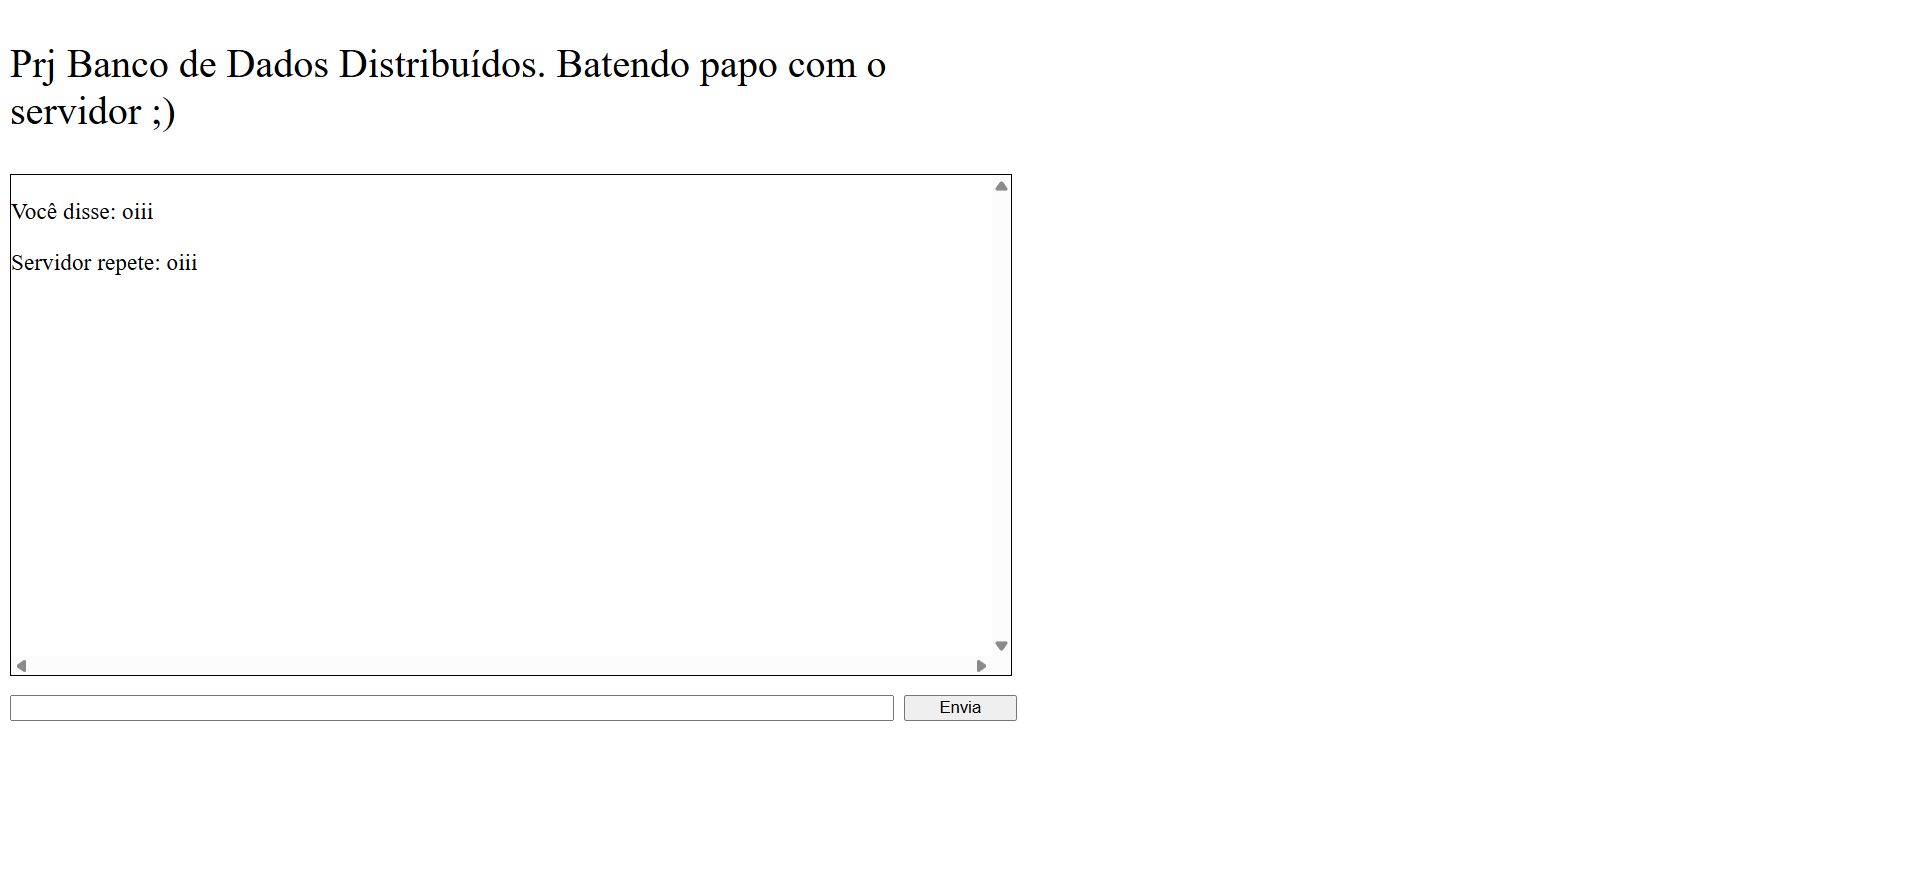 Prj Banco de Dados Distribuídos. Batendo papo com o
servidor ;)
Você disse: oiii
Servidor repete: oiii
Envia